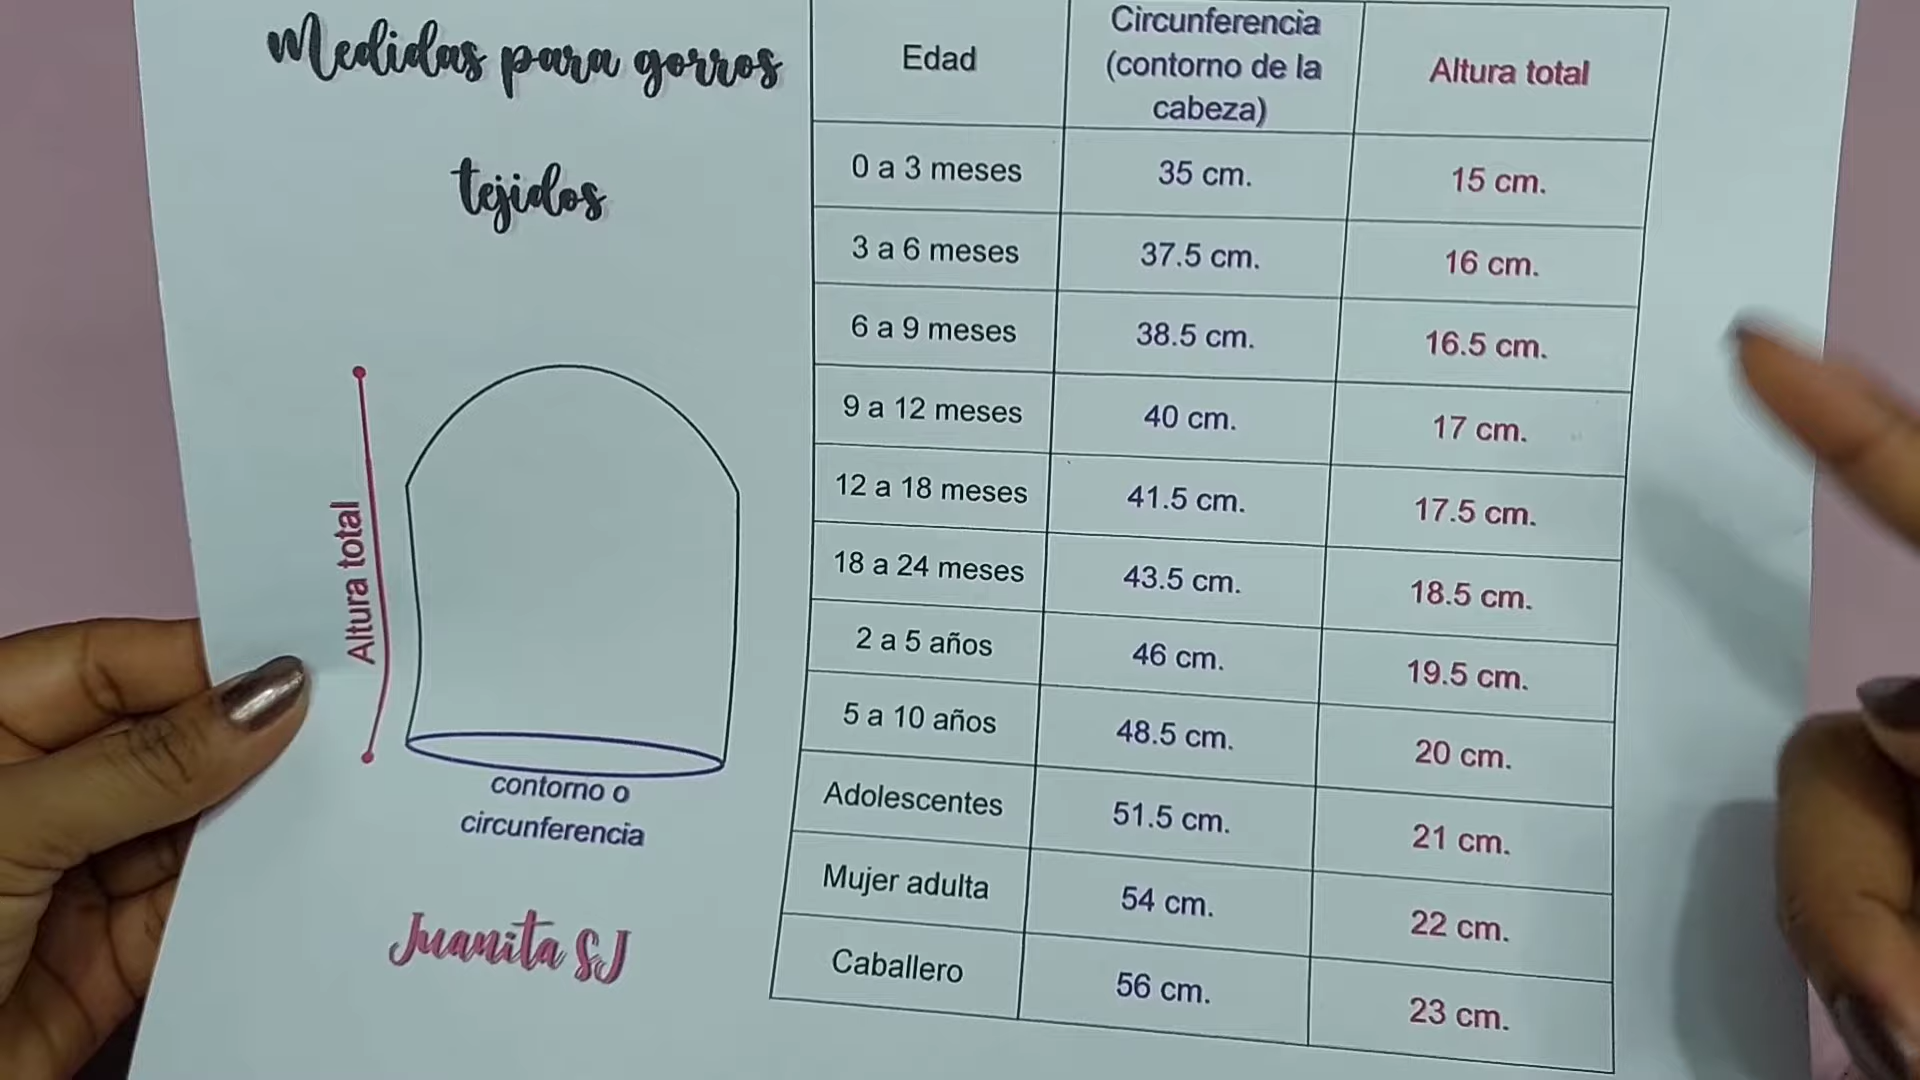 Medidas para gorros
tejidos
Altura total
contorno o
circunferencia
Juanita SJ
Edad
Circunferencia
(contorno de la
cabeza)
Altura total
0 a 3 meses
35 cm.
15 cm.
3 a 6 meses
37.5 cm.
16 cm.
6 a 9 meses
38.5 cm.
16.5 cm.
9 a 12 meses
40 cm.
17 cm.
12 a 18 meses
41.5 cm.
17.5 cm.
18 a 24 meses
43.5 cm.
18.5 cm.
2 a 5 años
46 cm.
19.5 cm.
5 a 10 años
48.5 cm.
20 cm.
Adolescentes
51.5 cm.
21 cm.
Mujer adulta
54 cm.
22 cm.
Caballero
56 cm.
23 cm.